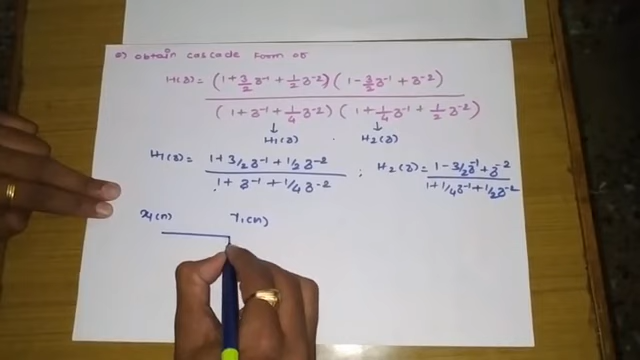 a) obtain cascade form of
H(z) = (1 + 3/2 z⁻¹ + 1/2 z⁻²) (1 - 3/2 z⁻¹ + z⁻²)
(1 + z⁻¹ + 1/4 z⁻²) (1 + 1/4 z⁻¹ + 1/2 z⁻²)
↓ ↓
H₁(z) H₂(z)
H₁(z) = 1 + 3/2 z⁻¹ + 1/2 z⁻² ; H₂(z) = 1 - 3/2 z⁻¹ + z⁻²
1 + z⁻¹ + 1/4 z⁻² 1 + 1/4 z⁻¹ + 1/2 z⁻²
x₁(n) y₁(n)